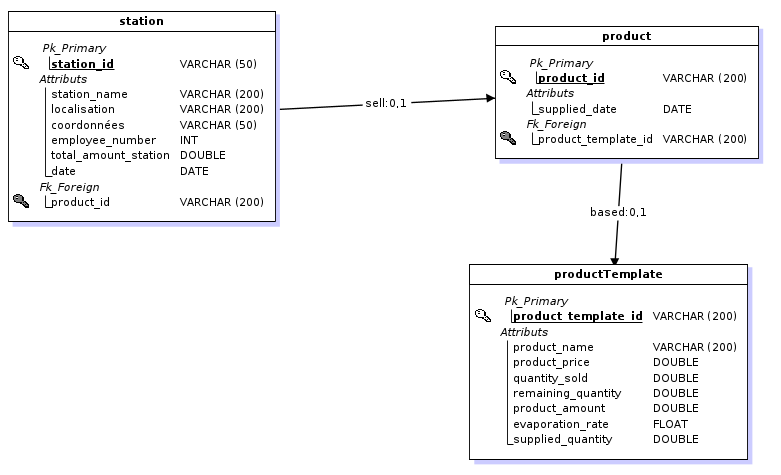 station
Pk_Primary
station_id VARCHAR (50)
Attributs
station_name VARCHAR (200)
localisation VARCHAR (200)
coordonnées VARCHAR (50)
employee_number INT
total_amount_station DOUBLE
date DATE
Fk_Foreign
product_id VARCHAR (200)
sell:0,1
product
Pk_Primary
product_id VARCHAR (200)
Attributs
supplied_date DATE
Fk_Foreign
product_template_id VARCHAR (200)
based:0,1
productTemplate
Pk_Primary
product_template_id VARCHAR (200)
Attributs
product_name VARCHAR (200)
product_price DOUBLE
quantity_sold DOUBLE
remaining_quantity DOUBLE
product_amount DOUBLE
evaporation_rate FLOAT
supplied_quantity DOUBLE